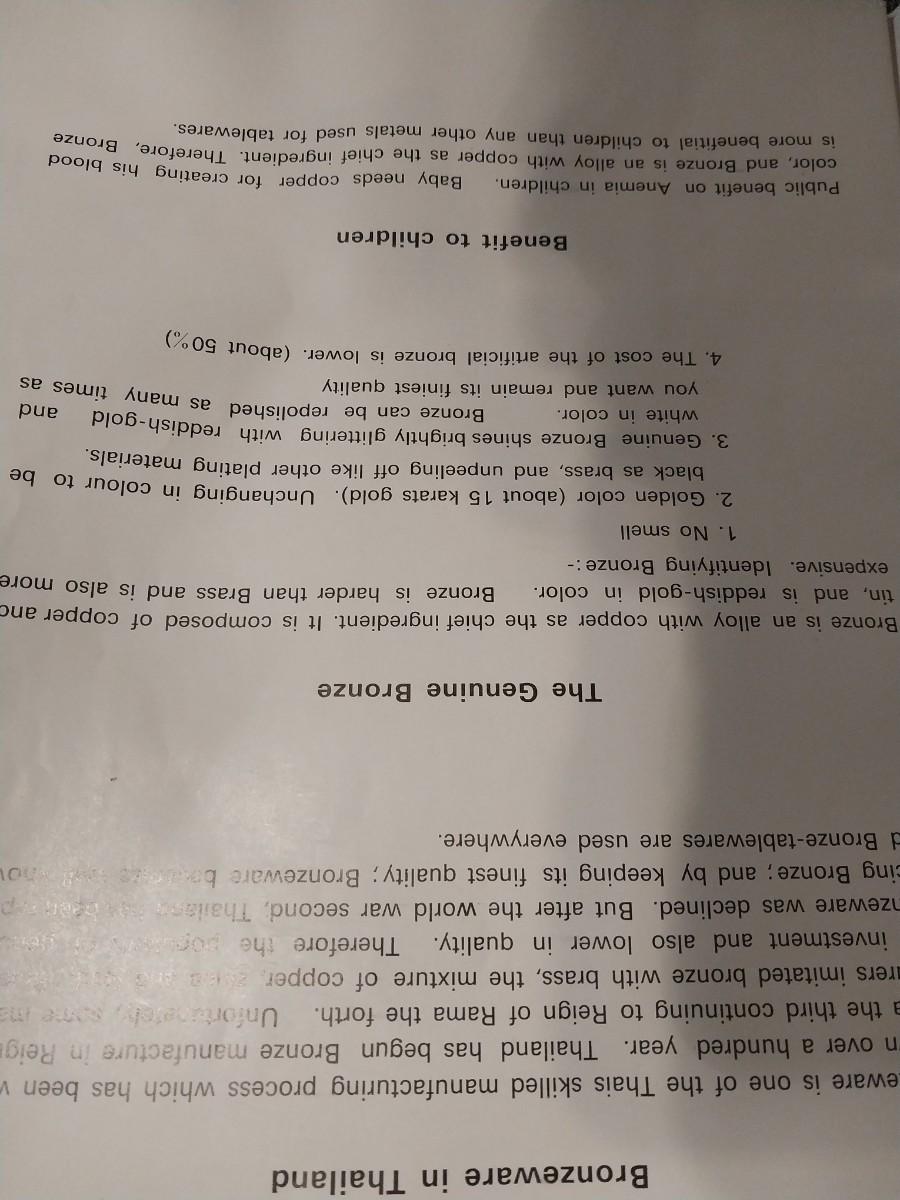 Bronzeware in Thailand
eware is one of the Thais skilled manufacturing process which has been
n over a hundred year. Thailand has begun Bronze manufacture in Reig
a the third continuing to Reign of Rama the forth. Unfortunately, some
rers imitated bronze with brass, the mixture of copper,
investment and also lower in quality. Therefore the
nzeware was declined. But after the world war second, Thailand has been
cing Bronze; and by keeping its finest quality; Bronzeware
d Bronze-tablewares are used everywhere.
The Genuine Bronze
Bronze is an alloy with copper as the chief ingredient. It is composed of copper and
tin, and is reddish-gold in color. Bronze is harder than Brass and is also more
expensive. Identifying Bronze :-
1. No smell
2. Golden color (about 15 karats gold). Unchanging in colour to be
black as brass, and unpeeling off like other plating materials.
3. Genuine Bronze shines brightly glittering with reddish-gold and
white in color. Bronze can be repolished as many times as
you want and remain its finiest quality
4. The cost of the artificial bronze is lower. (about 50%)
Benefit to children
Public benefit on Anemia in children. Baby needs copper for creating his blood
color, and Bronze is an alloy with copper as the chief ingredient. Therefore, Bronze
is more benefitial to children than any other metals used for tablewares.